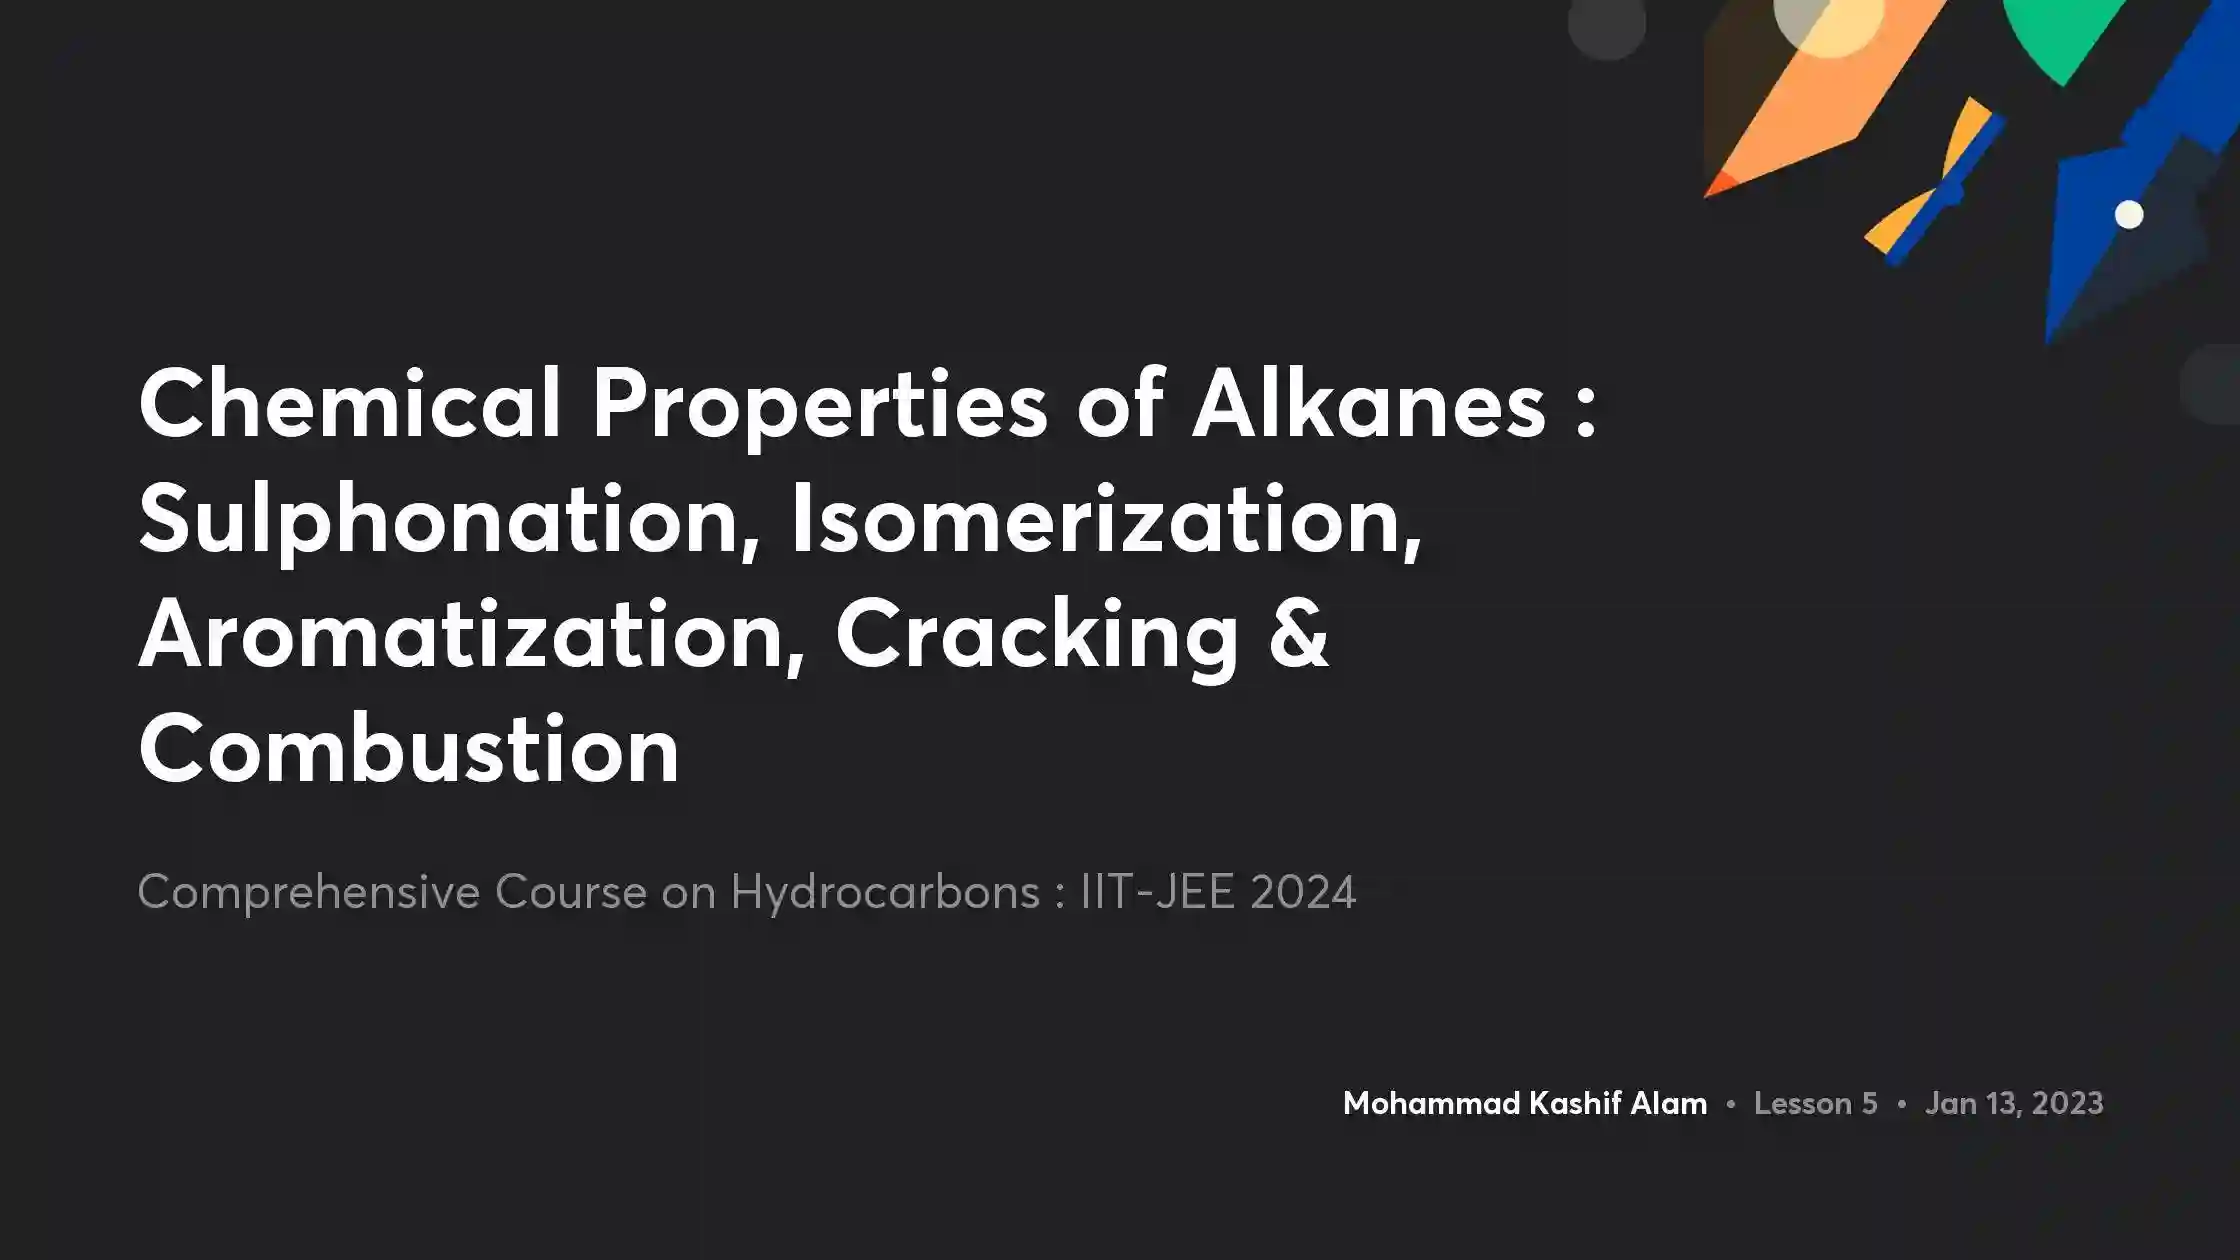 Chemical Properties of Alkanes :
Sulphonation, Isomerization,
Aromatization, Cracking &
Combustion
Comprehensive Course on Hydrocarbons : IIT-JEE 2024
Mohammad Kashif Alam • Lesson 5 • Jan 13, 2023